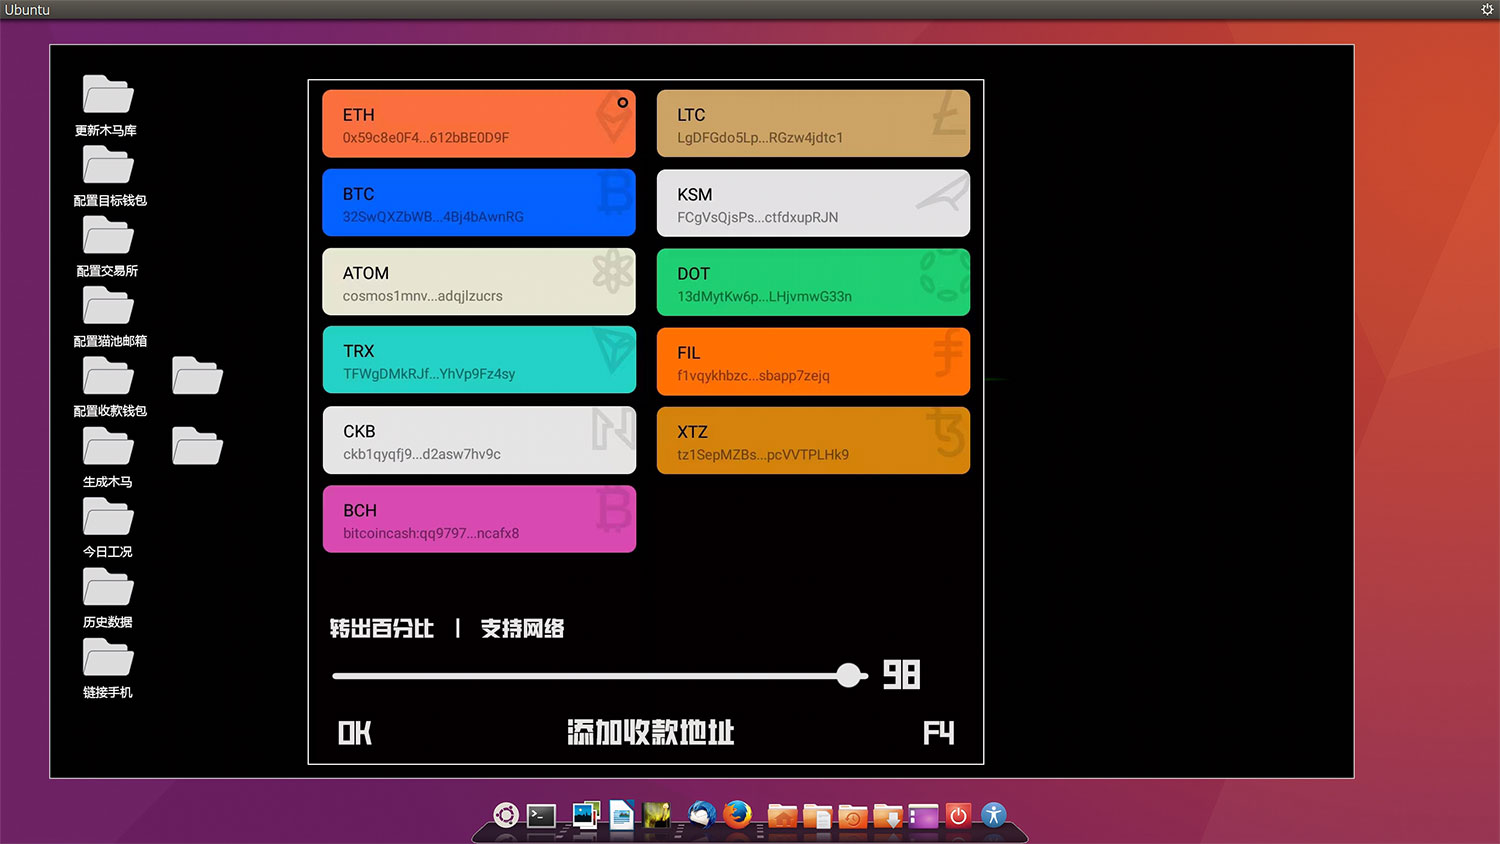 Ubuntu
更新木马库
配置目标钱包
配置交易所
配置猫池邮箱
配置收款钱包
生成木马
今日工况
历史数据
链接手机
ETH
0x59c8e0F4...612bBE0D9F
LTC
LgDFGdo5Lp...RGzw4jdtc1
BTC
32SwQXZbWB...4Bj4bAwnRG
KSM
FCgVsQjsPs...ctfdxupRJN
ATOM
cosmos1mnv...adqjlzucrs
DOT
13dMytKw6p...LHjvmwG33n
TRX
TFWgDMkRJf...YhVp9Fz4sy
FIL
f1vqykhbzc...sbapp7zejq
CKB
ckb1qyqfj9...d2asw7hv9c
XTZ
tz1SepMZBs...pcVVTPLHk9
BCH
bitcoincash:qq9797...ncafx8
转出百分比 | 支持网络
98
OK 添加收款地址 F4